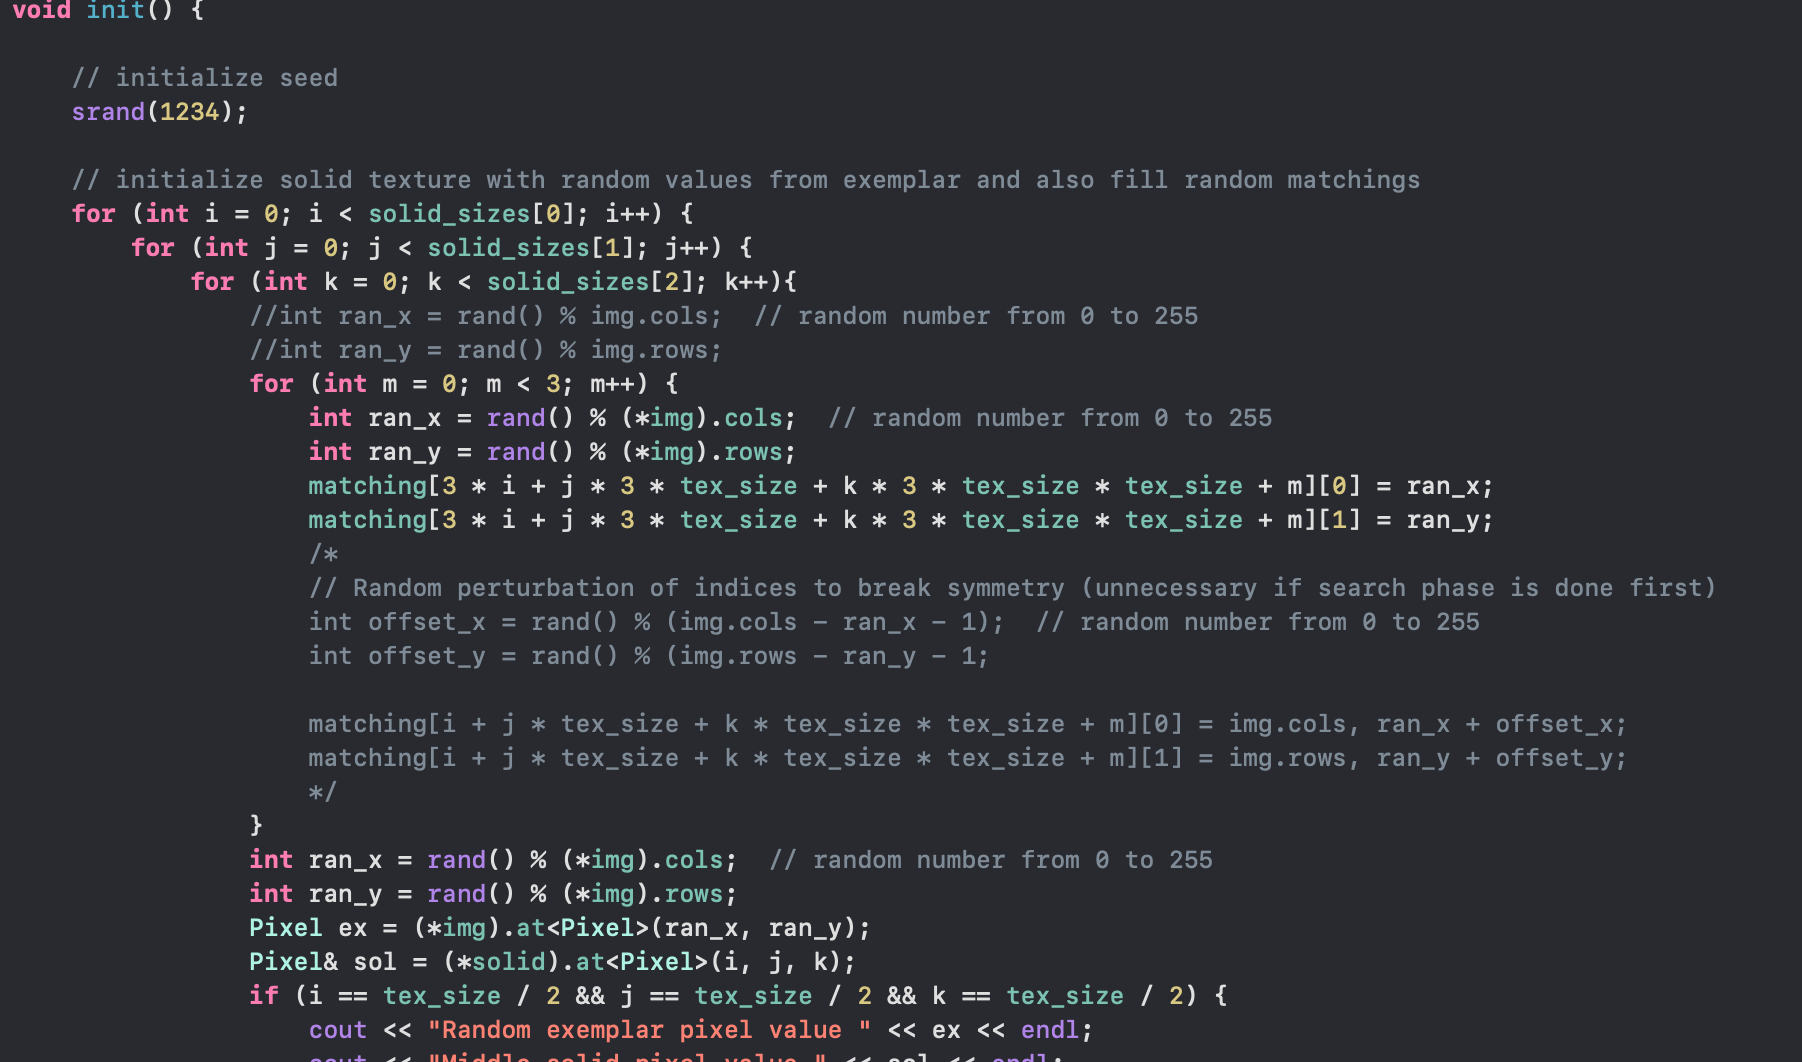 void init() {
// initialize seed
srand(1234);
// initialize solid texture with random values from exemplar and also fill random matchings
for (int i = 0; i < solid_sizes[0]; i++) {
for (int j = 0; j < solid_sizes[1]; j++) {
for (int k = 0; k < solid_sizes[2]; k++){
//int ran_x = rand() % img.cols;  // random number from 0 to 255
//int ran_y = rand() % img.rows;
for (int m = 0; m < 3; m++) {
int ran_x = rand() % (*img).cols;  // random number from 0 to 255
int ran_y = rand() % (*img).rows;
matching[3 * i + j * 3 * tex_size + k * 3 * tex_size * tex_size + m][0] = ran_x;
matching[3 * i + j * 3 * tex_size + k * 3 * tex_size * tex_size + m][1] = ran_y;
/*
// Random perturbation of indices to break symmetry (unnecessary if search phase is done first)
int offset_x = rand() % (img.cols - ran_x - 1);  // random number from 0 to 255
int offset_y = rand() % (img.rows - ran_y - 1;
matching[i + j * tex_size + k * tex_size * tex_size + m][0] = img.cols, ran_x + offset_x;
matching[i + j * tex_size + k * tex_size * tex_size + m][1] = img.rows, ran_y + offset_y;
*/
}
int ran_x = rand() % (*img).cols;  // random number from 0 to 255
int ran_y = rand() % (*img).rows;
Pixel ex = (*img).at<Pixel>(ran_x, ran_y);
Pixel& sol = (*solid).at<Pixel>(i, j, k);
if (i == tex_size / 2 && j == tex_size / 2 && k == tex_size / 2) {
cout << "Random exemplar pixel value " << ex << endl;
cout << "Middle solid pixel value " << sol << endl;